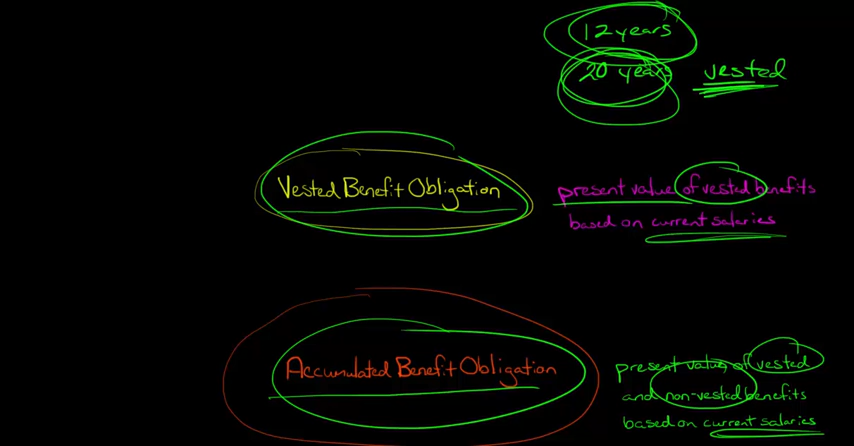 12 years
20 years vested
Vested Benefit Obligation
present value of vested benefits
based on current salaries
Accumulated Benefit Obligation
present value of vested
and non-vested benefits
based on current salaries